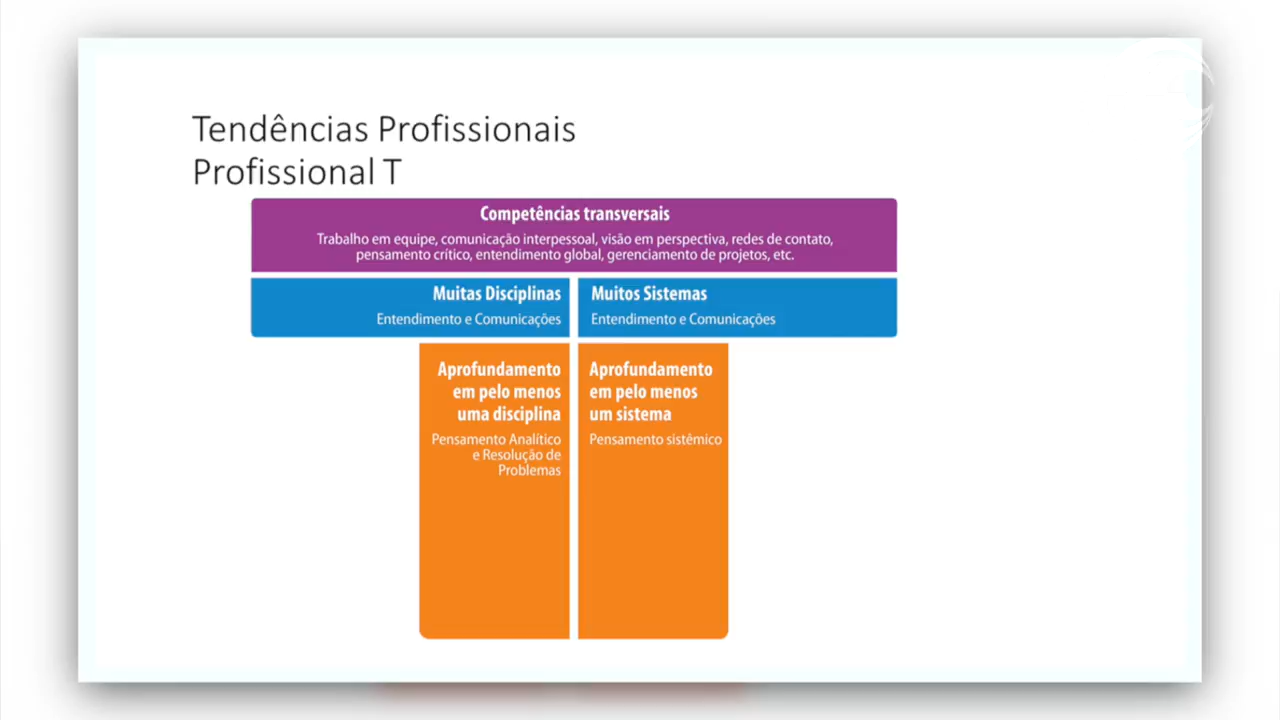 Tendências Profissionais
Profissional T
Competências transversais
Trabalho em equipe, comunicação interpessoal, visão em perspectiva, redes de contato,
pensamento crítico, entendimento global, gerenciamento de projetos, etc.
Muitas Disciplinas
Entendimento e Comunicações
Muitos Sistemas
Entendimento e Comunicações
Aprofundamento
em pelo menos
uma disciplina
Pensamento Analítico
e Resolução de
Problemas
Aprofundamento
em pelo menos
um sistema
Pensamento sistêmico